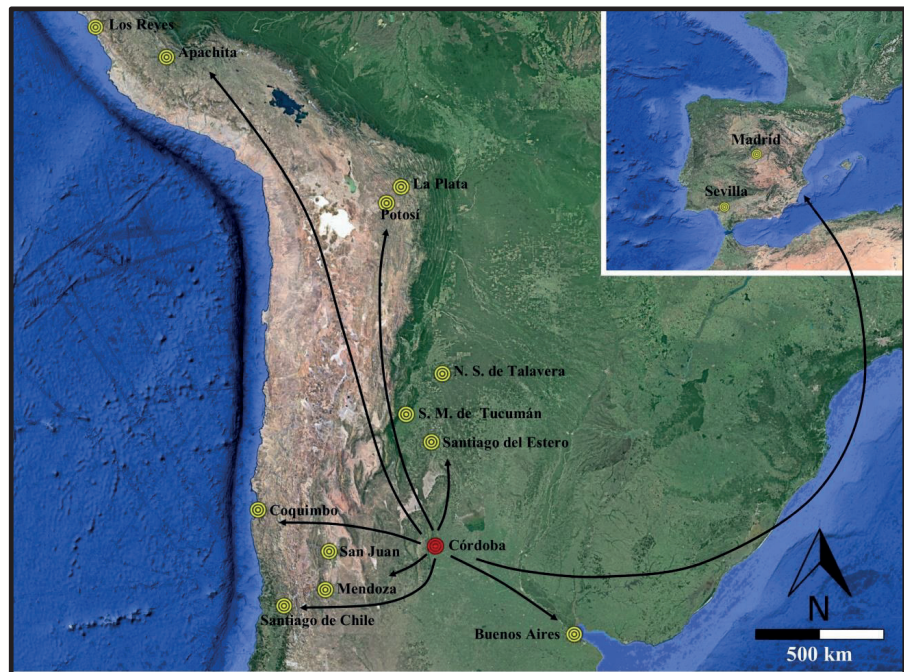 Los Reyes
Apachita
Madríd
Sevilla
La Plata
Potosí
N. S. de Talavera
S. M. de Tucumán
Santiago del Estero
Coquimbo
San Juan
Córdoba
Mendoza
Santiago de Chile
Buenos Aires
N
500 km